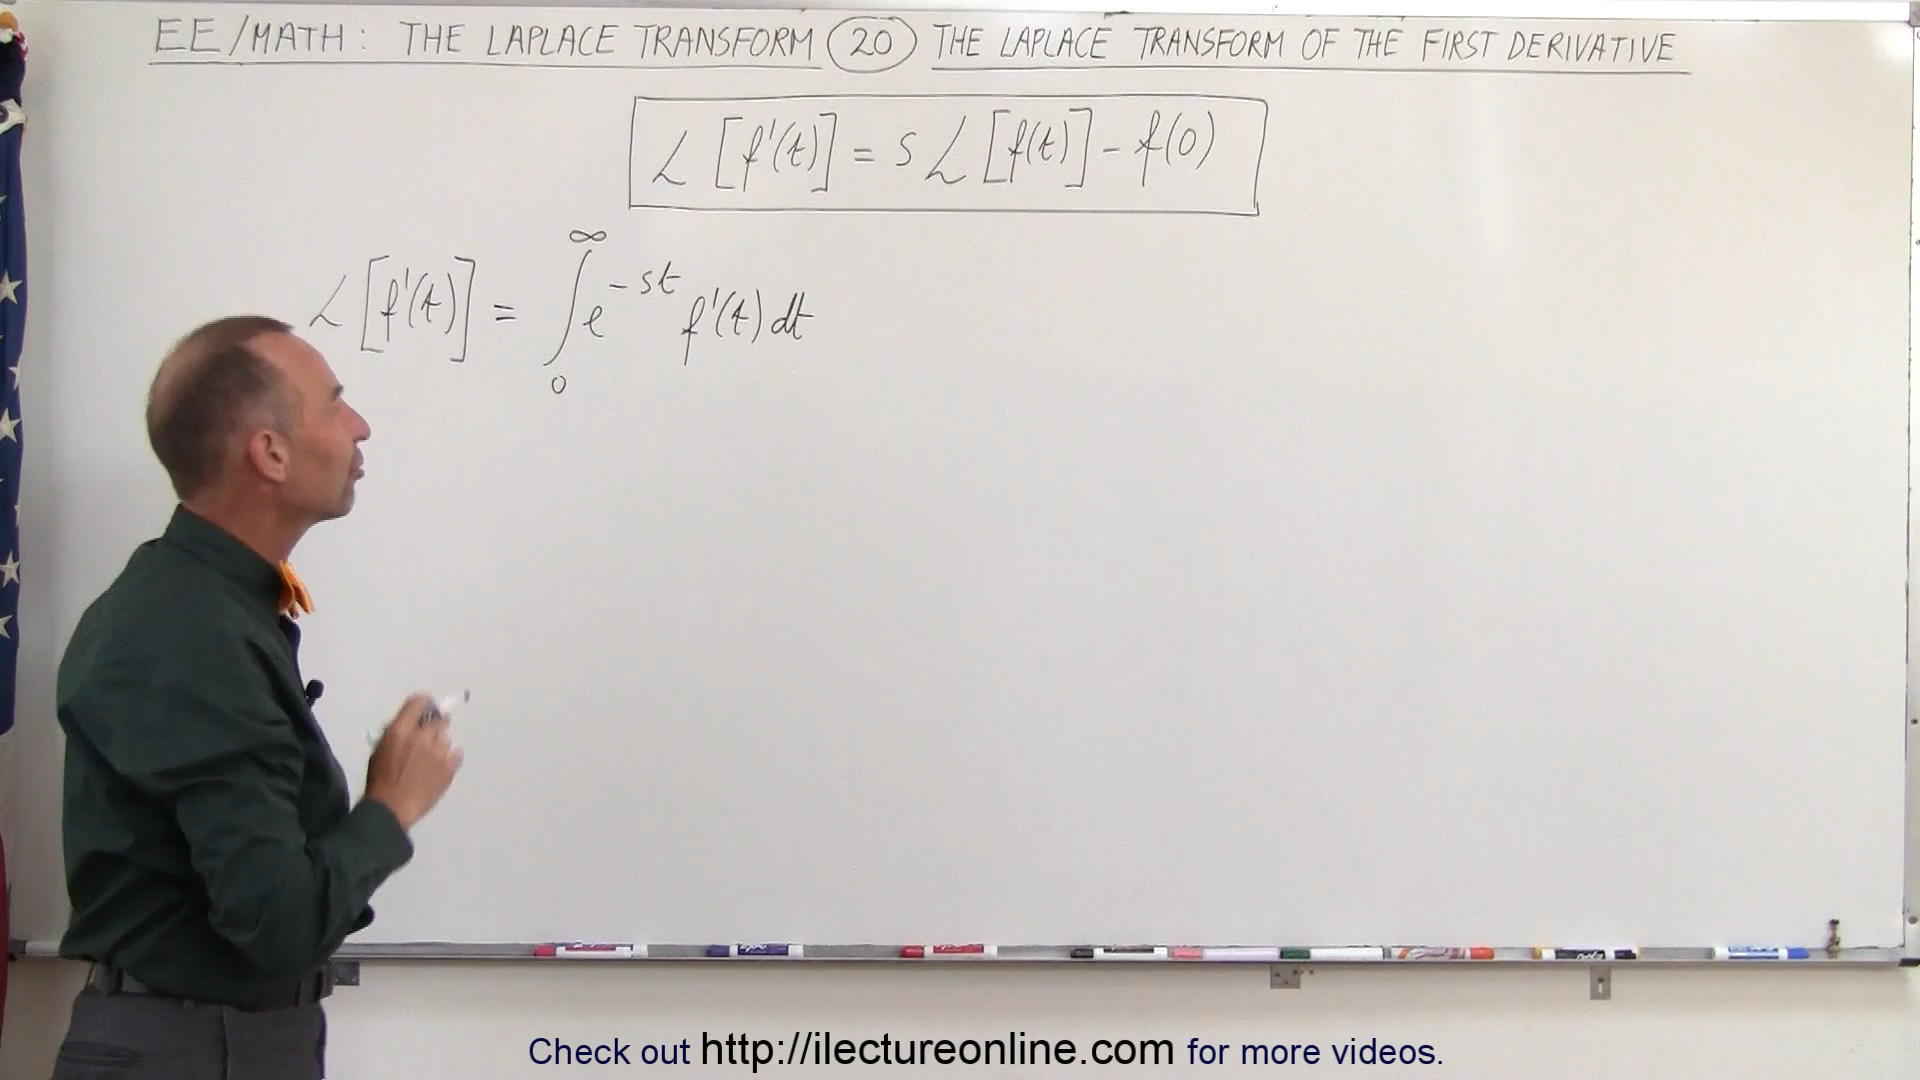 EE/MATH: THE LAPLACE TRANSFORM (20) THE LAPLACE TRANSFORM OF THE FIRST DERIVATIVE
ℒ [f'(t)] = s ℒ [f(t)] - f(0)
ℒ [f'(t)] = ∫₀^∞ e^(-st) f'(t) dt
Check out http://ilectureonline.com for more videos.